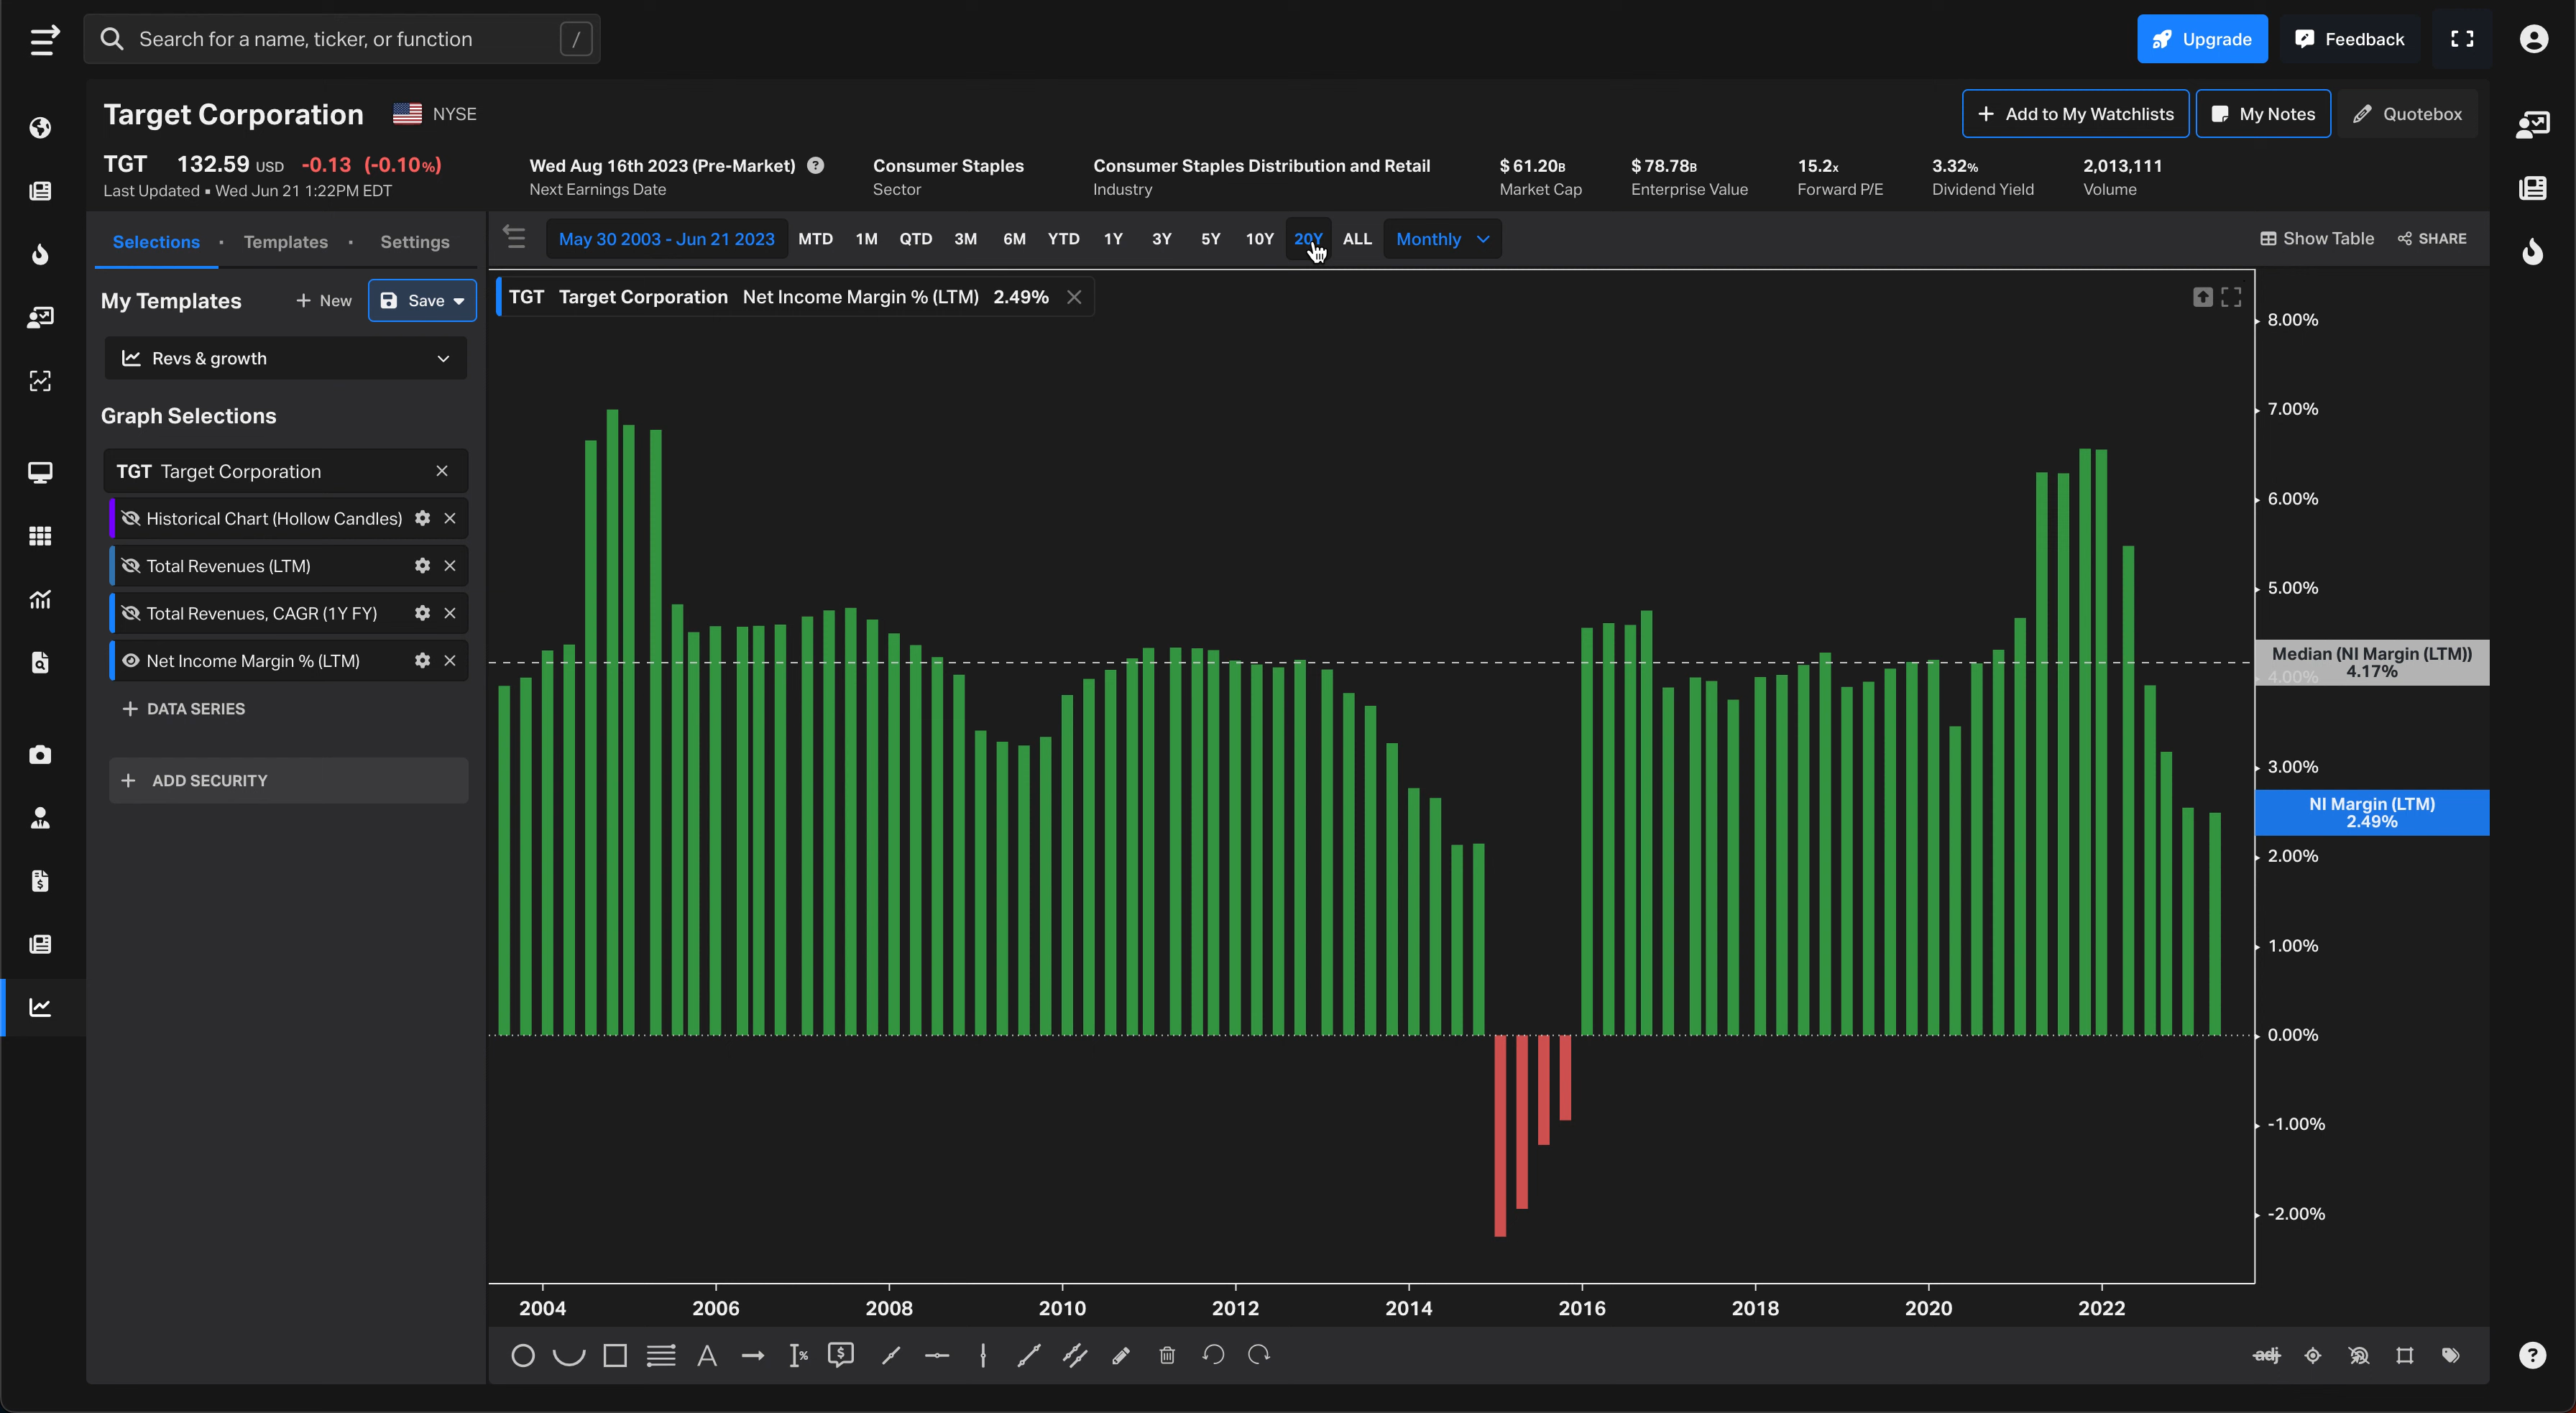 Search for a name, ticker, or function /
Upgrade
Feedback
Target Corporation NYSE
Add to My Watchlists
My Notes
Quotebox
TGT 132.59 USD -0.13 (-0.10%)
Last Updated • Wed Jun 21 1:22PM EDT
Wed Aug 16th 2023 (Pre-Market) ?
Next Earnings Date
Consumer Staples
Sector
Consumer Staples Distribution and Retail
Industry
$ 61.20B
Market Cap
$ 78.78B
Enterprise Value
15.2x
Forward P/E
3.32%
Dividend Yield
2,013,111
Volume
Selections • Templates • Settings
May 30 2003 - Jun 21 2023 MTD 1M QTD 3M 6M YTD 1Y 3Y 5Y 10Y 20Y ALL Monthly
Show Table
SHARE
My Templates + New Save
Revs & growth
Graph Selections
TGT Target Corporation
Historical Chart (Hollow Candles)
Total Revenues (LTM)
Total Revenues, CAGR (1Y FY)
Net Income Margin % (LTM)
+ DATA SERIES
+ ADD SECURITY
TGT Target Corporation Net Income Margin % (LTM) 2.49%
8.00%
7.00%
6.00%
5.00%
Median (NI Margin (LTM))
4.17%
4.00%
3.00%
NI Margin (LTM)
2.49%
2.00%
1.00%
0.00%
-1.00%
-2.00%
2004 2006 2008 2010 2012 2014 2016 2018 2020 2022
A
%
$
adj
?